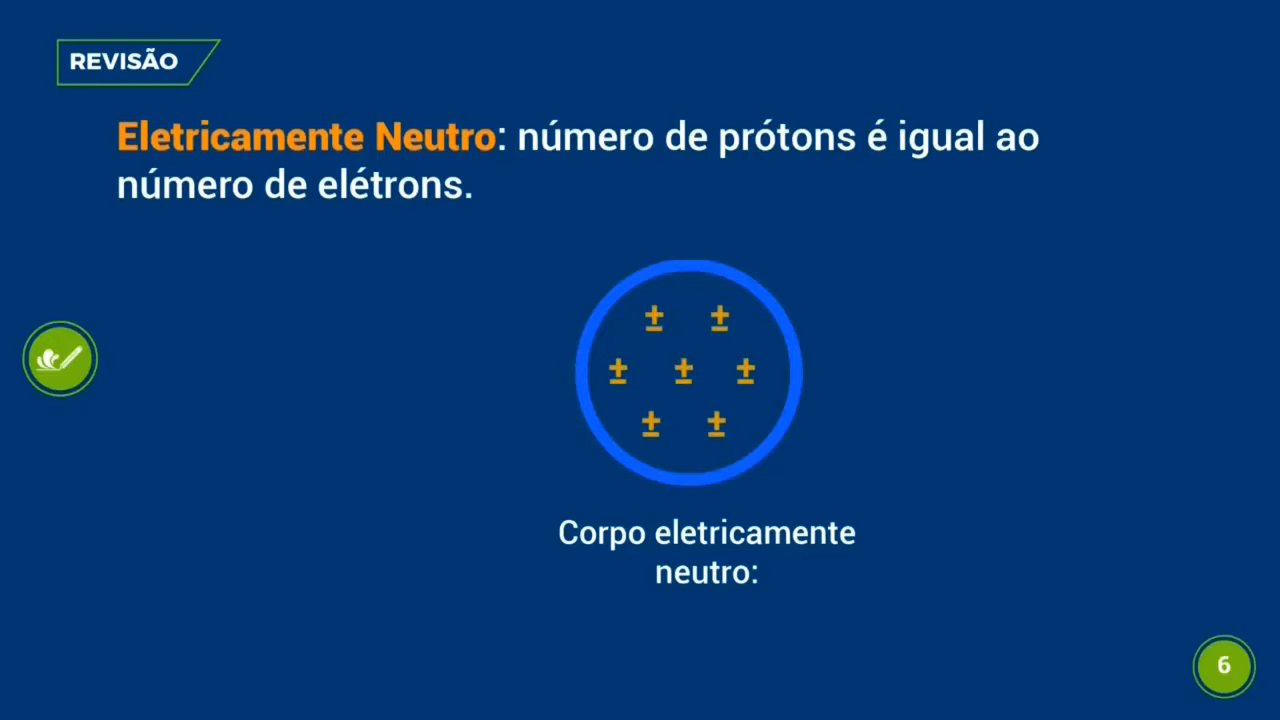 REVISÃO
Eletricamente Neutro: número de prótons é igual ao
número de elétrons.
± ±
± ± ±
± ±
Corpo eletricamente
neutro:
6